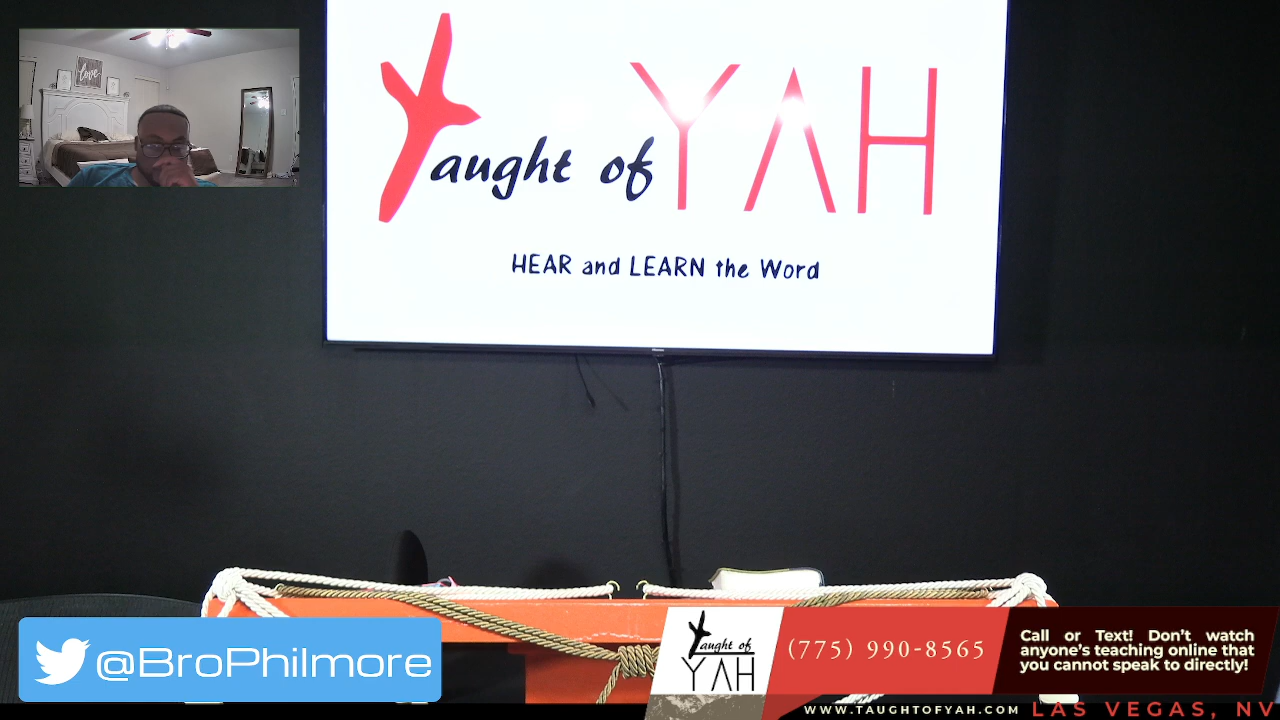 love
Taught of YAH
HEAR and LEARN the Word
@BroPhilmore
Taught of
YAH
(775) 990-8565
Call or Text! Don't watch
anyone's teaching online that
you cannot speak to directly!
WWW.TAUGHTOFYAH.COM
LAS VEGAS, NV